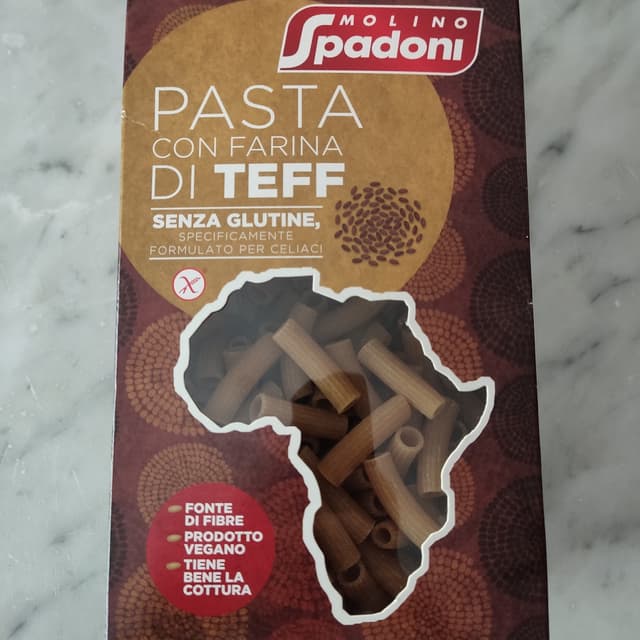 MOLINO
Spadoni
PASTA
CON FARINA
DI TEFF
SENZA GLUTINE,
SPECIFICAMENTE
FORMULATO PER CELIACI
FONTE
DI FIBRE
PRODOTTO
VEGANO
TIENE
BENE LA
COTTURA